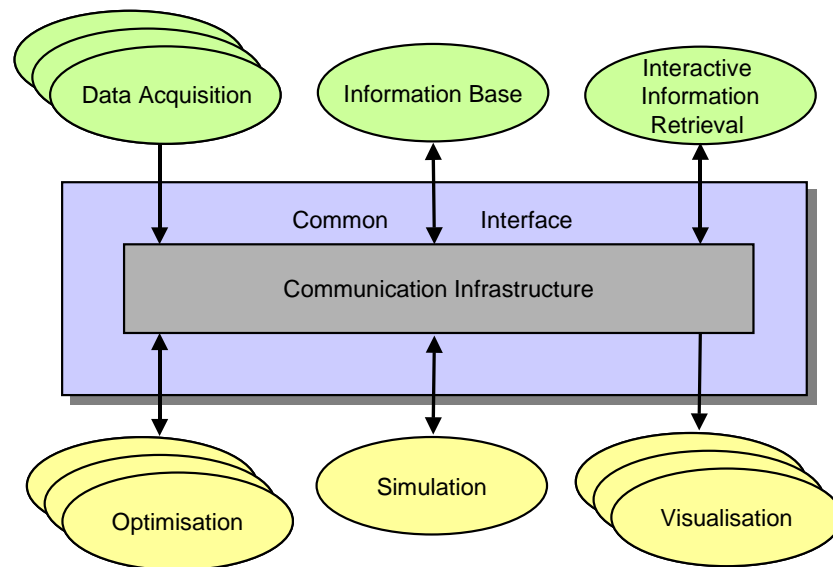 Data Acquisition
Information Base
Interactive
Information
Retrieval
Common Interface
Communication Infrastructure
Optimisation
Simulation
Visualisation